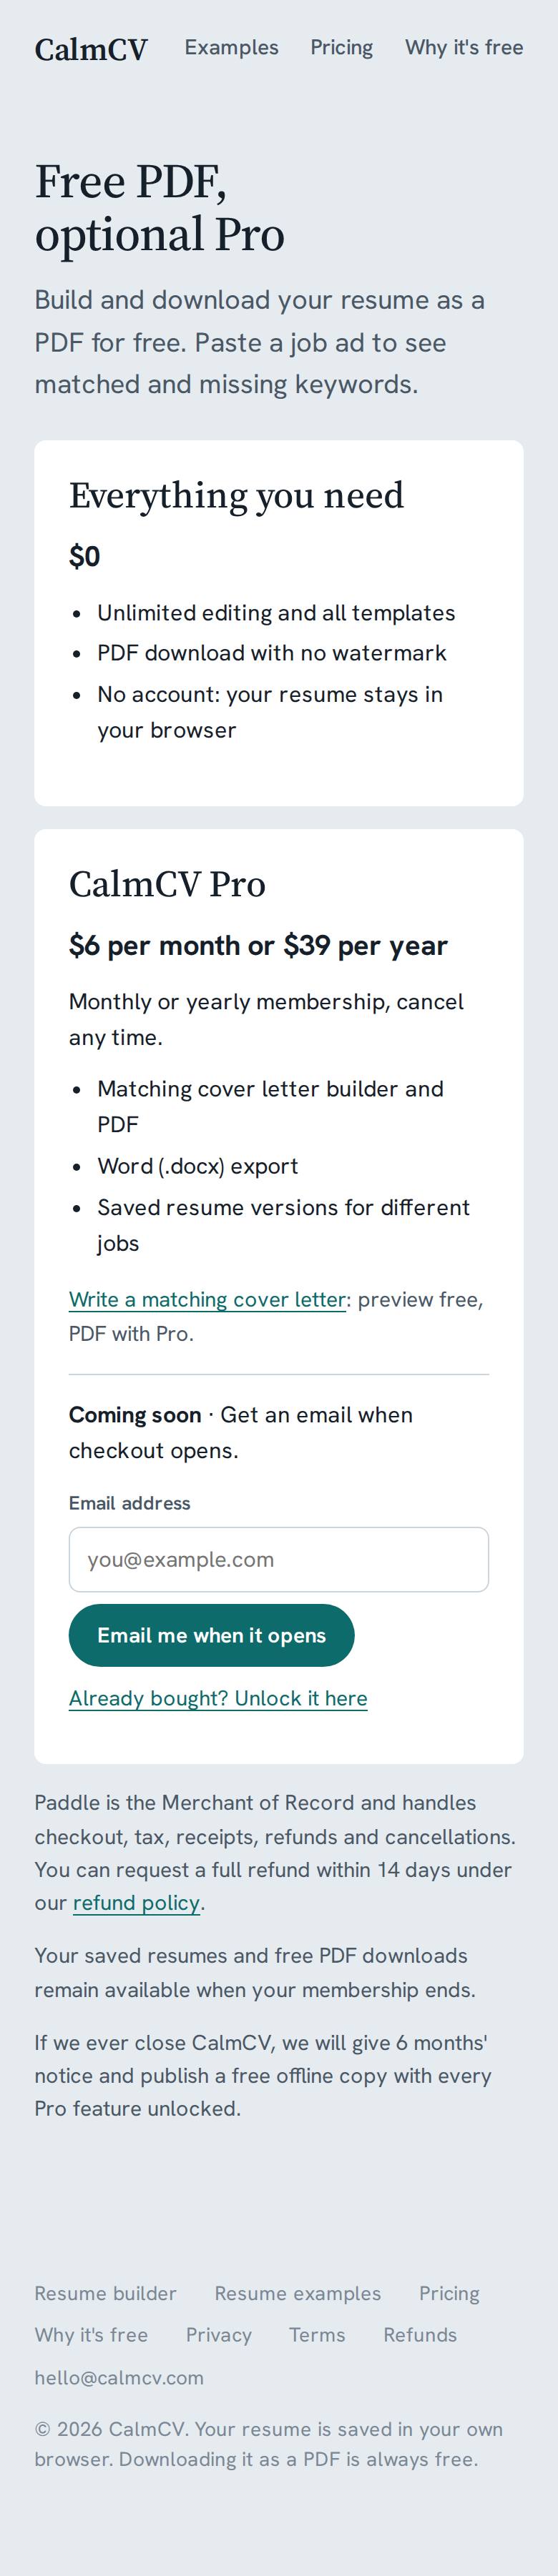 CalmCV Examples Pricing Why it's free
Free PDF,
optional Pro
Build and download your resume as a
PDF for free. Paste a job ad to see
matched and missing keywords.
Everything you need
$0
• Unlimited editing and all templates
• PDF download with no watermark
• No account: your resume stays in
your browser
CalmCV Pro
$6 per month or $39 per year
Monthly or yearly membership, cancel
any time.
• Matching cover letter builder and
PDF
• Word (.docx) export
• Saved resume versions for different
jobs
Write a matching cover letter: preview free,
PDF with Pro.
Coming soon · Get an email when
checkout opens.
Email address
you@example.com
Email me when it opens
Already bought? Unlock it here
Paddle is the Merchant of Record and handles
checkout, tax, receipts, refunds and cancellations.
You can request a full refund within 14 days under
our refund policy.
Your saved resumes and free PDF downloads
remain available when your membership ends.
If we ever close CalmCV, we will give 6 months'
notice and publish a free offline copy with every
Pro feature unlocked.
Resume builder Resume examples Pricing
Why it's free Privacy Terms Refunds
hello@calmcv.com
© 2026 CalmCV. Your resume is saved in your own
browser. Downloading it as a PDF is always free.